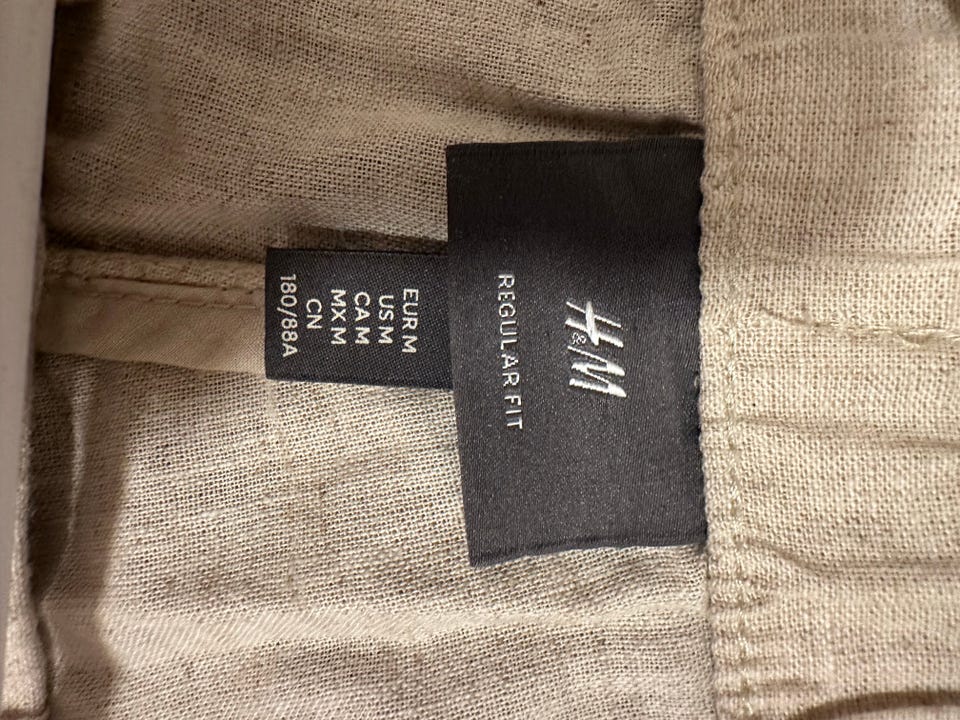 H&M
REGULAR FIT
EUR M
US M
CA M
MX M
CN
180/88A